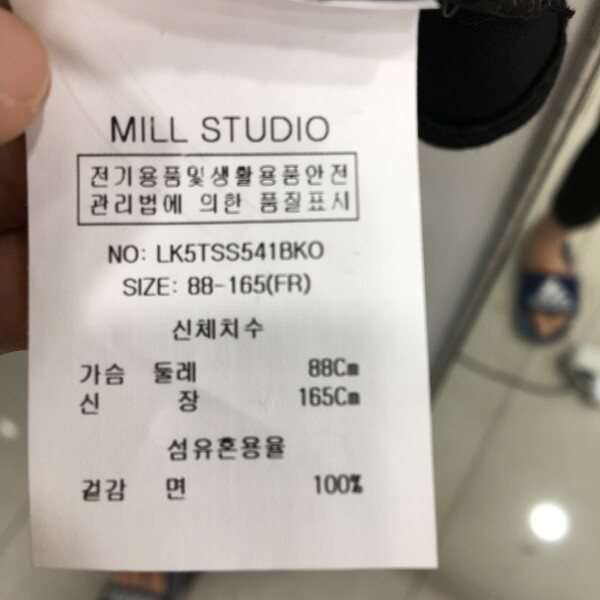 MILL STUDIO
전기용품및생활용품안전
관리법에 의한 품질표시
NO: LK5TSS541BKO
SIZE: 88-165(FR)
신체치수
가슴 둘레 88Cm
신 장 165Cm
섬유혼용율
겉감 면 100%